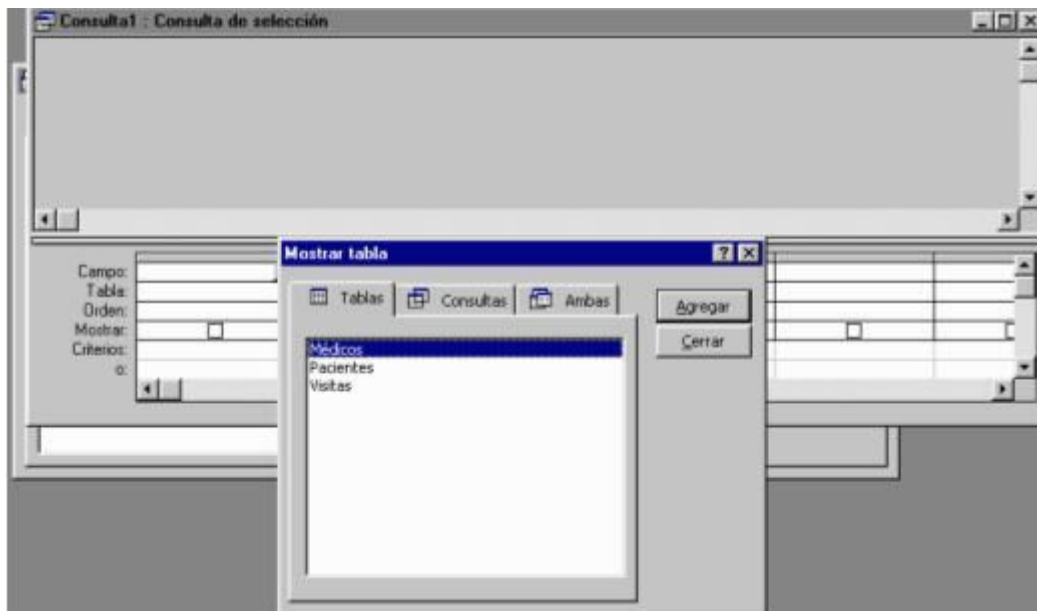 Consulta1 : Consulta de selección
Campo:
Tabla:
Orden:
Mostrar:
Criterios:
o:
Mostrar tabla
Tablas Consultas Ambas
Agregar
Cerrar
Médicos
Pacientes
Visitas